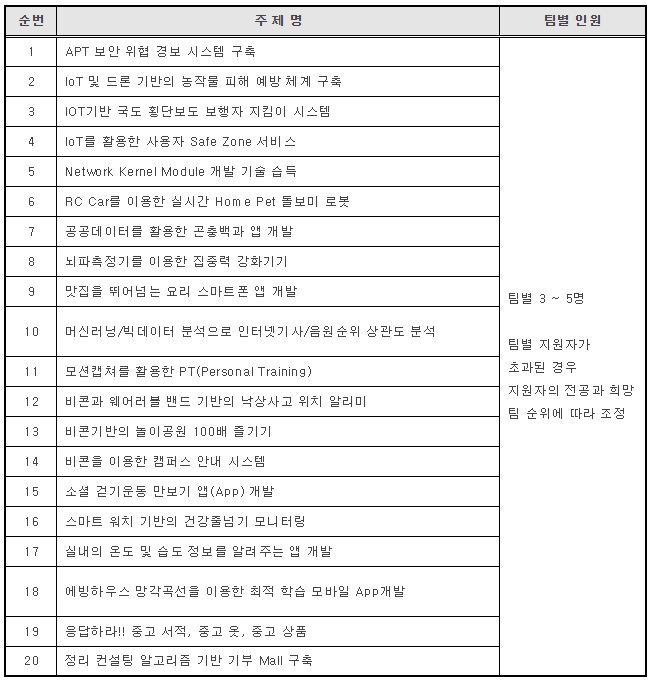 순번 주 제 명 팀별 인원
1 APT 보안 위협 경보 시스템 구축
2 IoT 및 드론 기반의 농작물 피해 예방 체계 구축
3 IOT기반 국도 횡단보도 보행자 지킴이 시스템
4 IoT를 활용한 사용자 Safe Zone 서비스
5 Network Kernel Module 개발 기술 습득
6 RC Car를 이용한 실시간 Home Pet 돌보미 로봇
7 공공데이터를 활용한 곤충백과 앱 개발
8 뇌파측정기를 이용한 집중력 강화기기
9 맛집을 뛰어넘는 요리 스마트폰 앱 개발
10 머신러닝/빅데이터 분석으로 인터넷기사/음원순위 상관도 분석
11 모션캡쳐를 활용한 PT(Personal Training)
12 비콘과 웨어러블 밴드 기반의 낙상사고 위치 알리미
13 비콘기반의 놀이공원 100배 즐기기
14 비콘을 이용한 캠퍼스 안내 시스템
15 소셜 걷기운동 만보기 앱(App) 개발
16 스마트 워치 기반의 건강줄넘기 모니터링
17 실내의 온도 및 습도 정보를 알려주는 앱 개발
18 에빙하우스 망각곡선을 이용한 최적 학습 모바일 App개발
19 응답하라!! 중고 서적, 중고 옷, 중고 상품
20 정리 컨설팅 알고리즘 기반 기부 Mall 구축
팀별 3 ~ 5명
팀별 지원자가
초과된 경우
지원자의 전공과 희망
팀 순위에 따라 조정